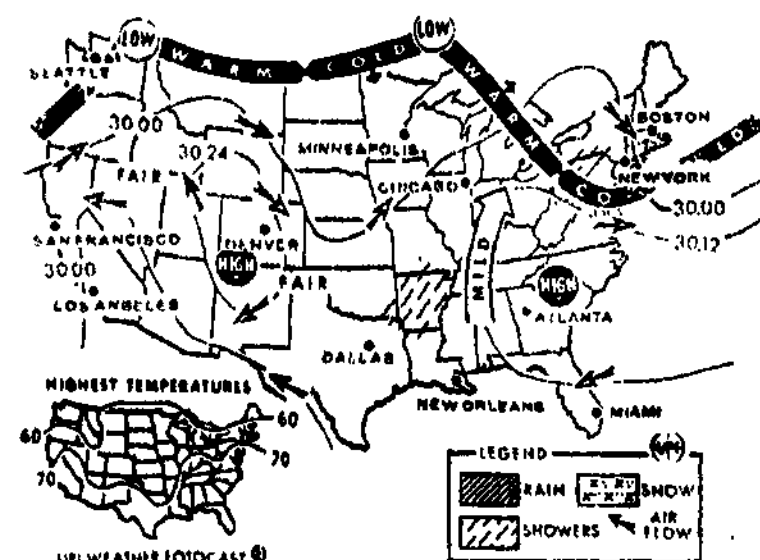 LOW
LOW
WARM
COLD
WARM
SEATTLE
30.00
30.24
FAIR
MINNEAPOLIS
CHICAGO
BOSTON
NEW YORK
COLD
30.00
30.12
SAN FRANCISCO
DENVER
HIGH
FAIR
MILD
HIGH
30.00
LOS ANGELES
ATLANTA
DALLAS
NEW ORLEANS
MIAMI
HIGHEST TEMPERATURES
60
60
70
70
LEGEND
UPI
RAIN
SNOW
SHOWERS
AIR
FLOW
UPI WEATHER FOTOCAST ©